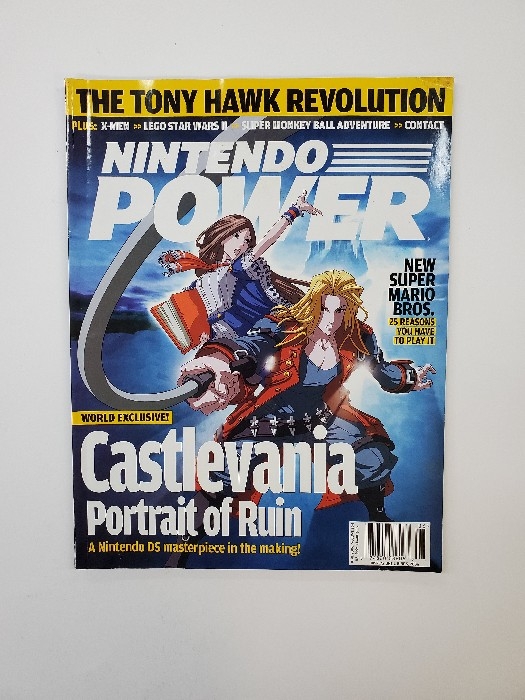 THE TONY HAWK REVOLUTION
PLUS: X-MEN >> LEGO STAR WARS II >> SUPER MONKEY BALL ADVENTURE >> CONTACT
NINTENDO
POWER
NEW
SUPER
MARIO
BROS.
25 REASONS
YOU HAVE
TO PLAY IT
WORLD EXCLUSIVE!
Castlevania
Portrait of Ruin
A Nintendo DS masterpiece in the making!